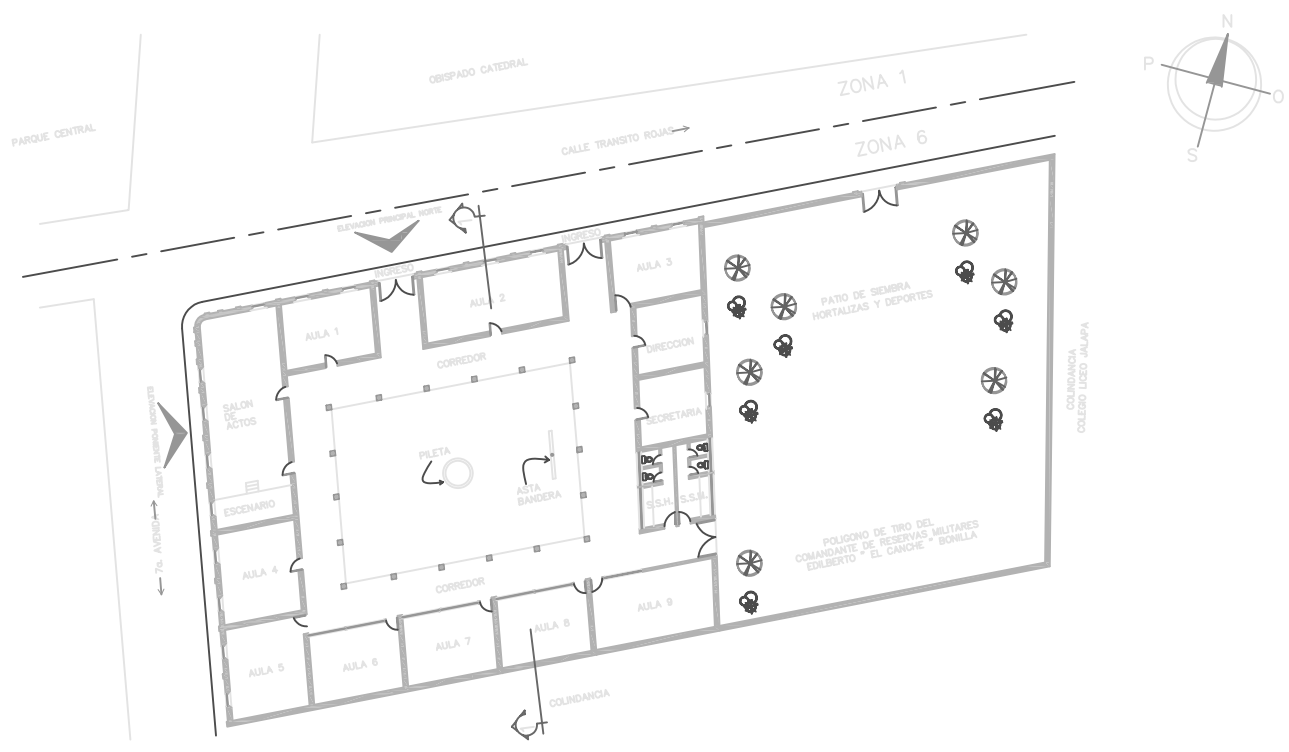 N
P
O
S
OBISPADO CATEDRAL
ZONA 1
PARQUE CENTRAL
CALLE TRANSITO ROJAS
ZONA 6
ELEVACION PRINCIPAL NORTE
INGRESO
INGRESO
AULA 1
AULA 2
AULA 3
PATIO DE SIEMBRA
HORTALIZAS Y DEPORTES
CORREDOR
DIRECCION
COLINDANCIA
COLEGIO LICEO JALAPA
ELEVACION PONIENTE LATERAL
SALON
DE
ACTOS
SECRETARIA
PILETA
ASTA
BANDERA
ESCENARIO
S.S.H.
S.S.M.
7a. AVENIDA
POLIGONO DE TIRO DEL
COMANDANTE DE RESERVAS MILITARES
EDILBERTO " EL CANCHE " BONILLA
AULA 4
CORREDOR
AULA 5
AULA 6
AULA 7
AULA 8
AULA 9
COLINDANCIA